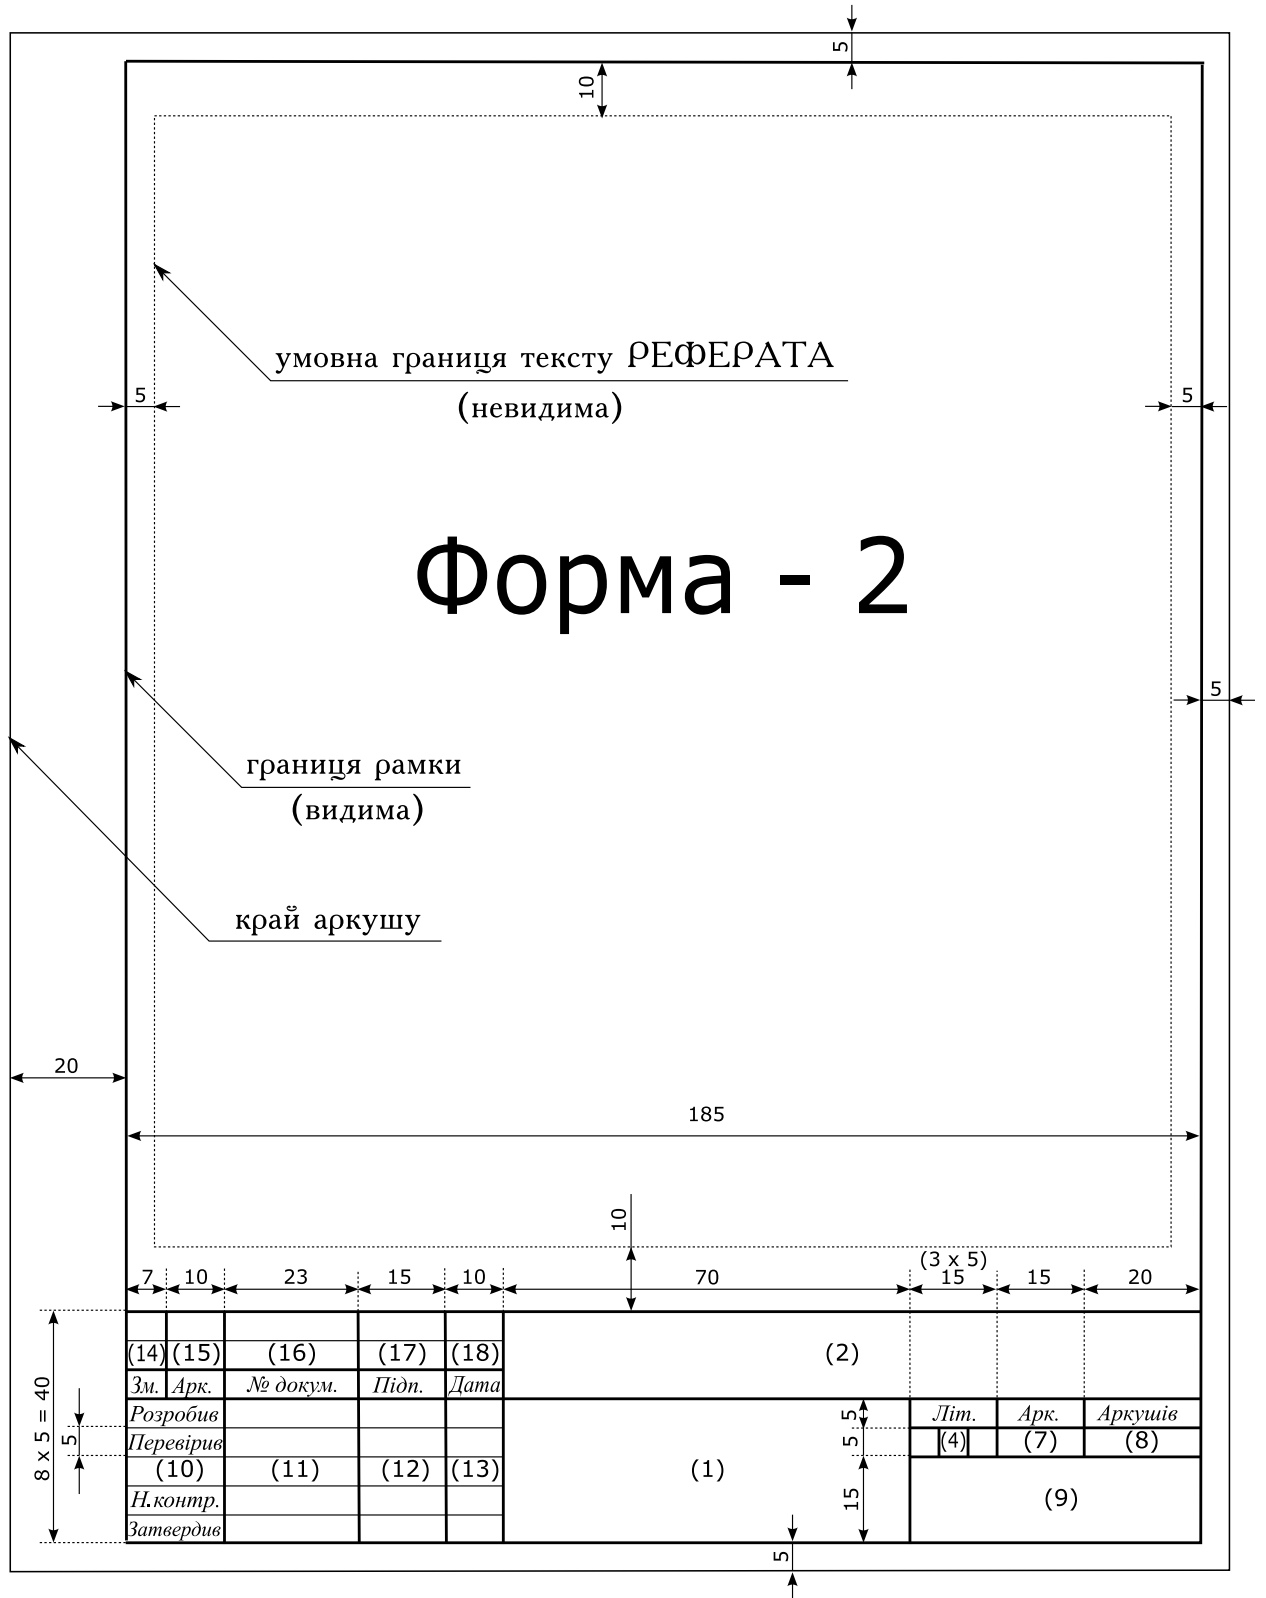 5
10
умовна границя тексту РЕФЕРАТА
(невидима)
5
5
Форма - 2
5
границя рамки
(видима)
край аркушу
20
185
10
(3 x 5)
7 10 23 15 10 70 15 15 20
(14) (15) (16) (17) (18) (2)
Зм. Арк. № докум. Підп. Дата
8 x 5 = 40
Розробив 5 Літ. Арк. Аркушів
5 Перевірив 5 (4) (7) (8)
(10) (11) (12) (13) (1)
Н.контр. 15 (9)
Затвердив
5